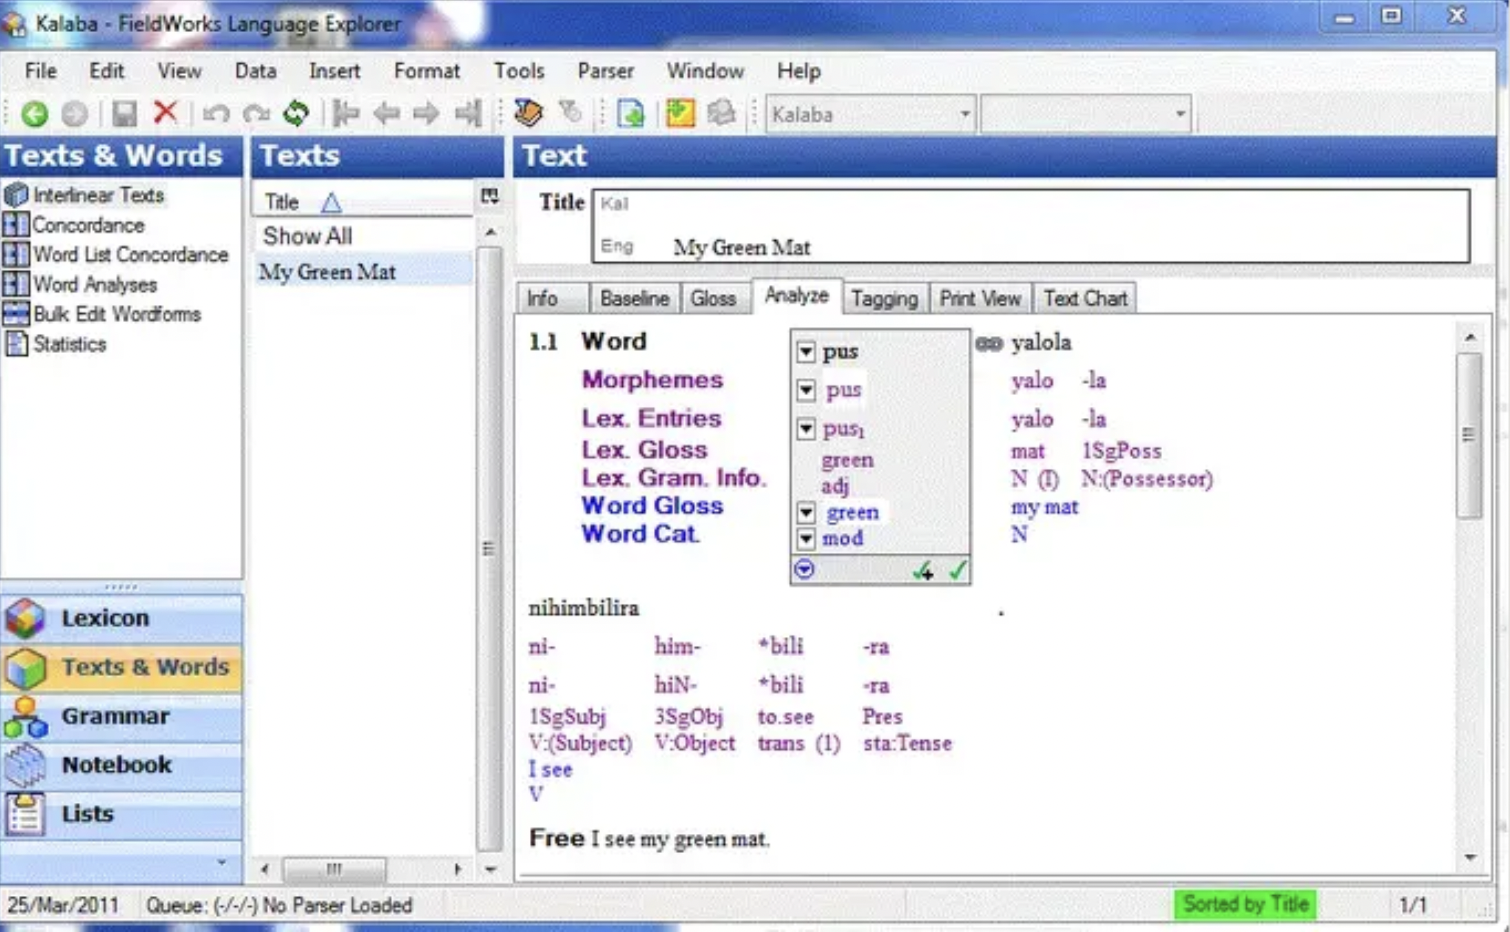 Kalaba - FieldWorks Language Explorer
File Edit View Data Insert Format Tools Parser Window Help
Kalaba
Texts & Words
Interlinear Texts
Concordance
Word List Concordance
Word Analyses
Bulk Edit Wordforms
Statistics
Lexicon
Texts & Words
Grammar
Notebook
Lists
Texts
Title
Show All
My Green Mat
Text
Title Kal
Eng My Green Mat
Info Baseline Gloss Analyze Tagging Print View Text Chart
1.1 Word pus yalola
Morphemes pus yalo -la
Lex. Entries pus₁ yalo -la
Lex. Gloss green mat 1SgPoss
Lex. Gram. Info. adj N (I) N:(Possessor)
Word Gloss green my mat
Word Cat. mod N
nihimbilira .
ni- him- *bili -ra
ni- hiN- *bili -ra
1SgSubj 3SgObj to.see Pres
V:(Subject) V:Object trans (1) sta:Tense
I see
V
Free I see my green mat.
25/Mar/2011 Queue: (-/-/-) No Parser Loaded Sorted by Title 1/1